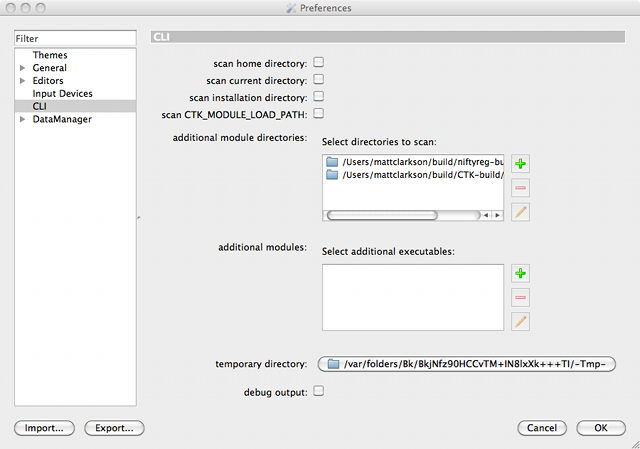 Preferences
Filter
Themes
General
Editors
Input Devices
CLI
DataManager
CLI
scan home directory:
scan current directory:
scan installation directory:
scan CTK_MODULE_LOAD_PATH:
additional module directories:
Select directories to scan:
/Users/mattclarkson/build/niftyreg-bu
/Users/mattclarkson/build/CTK-build/
additional modules:
Select additional executables:
temporary directory:
/var/folders/Bk/BkjNfz90HCCvTM+IN8lxXk+++TI/-Tmp-
debug output:
Import...
Export...
Cancel
OK